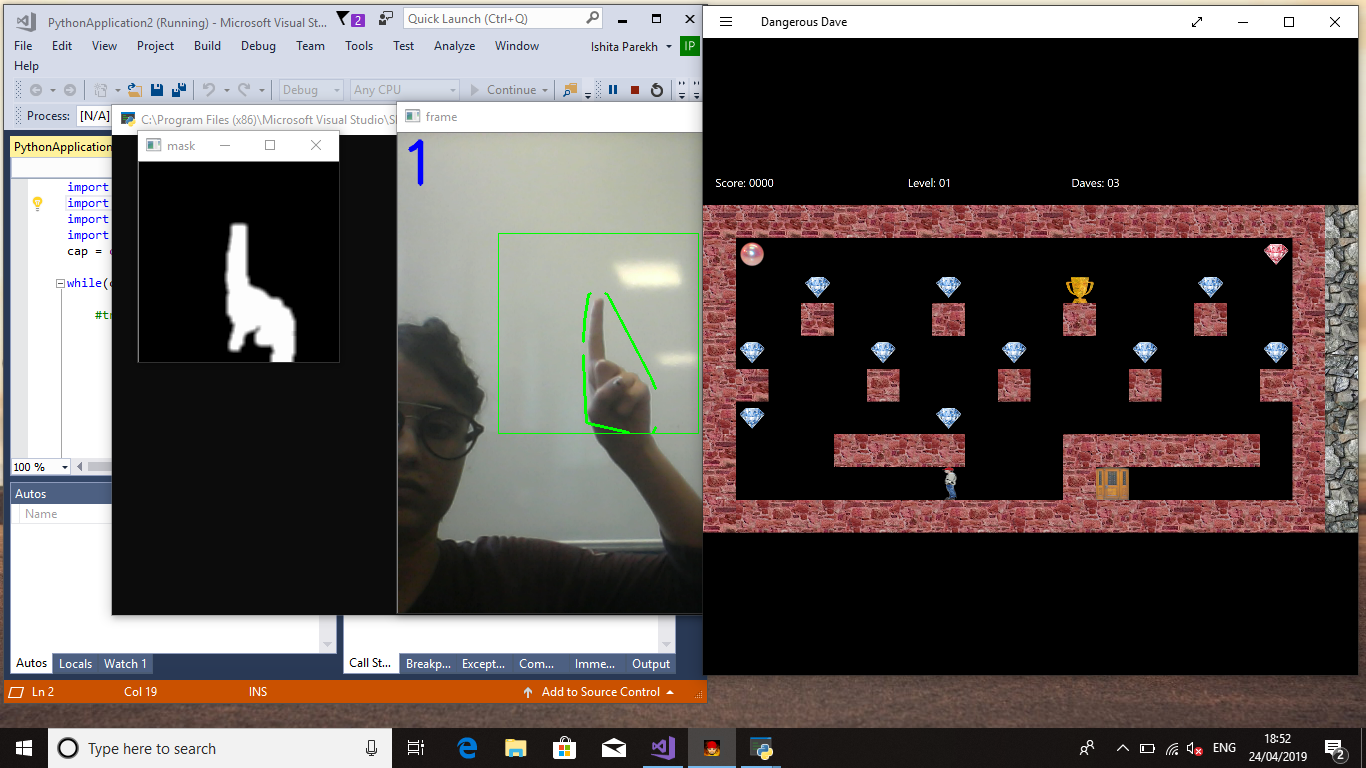 PythonApplication2 (Running) - Microsoft Visual St...
2
Quick Launch (Ctrl+Q)
File Edit View Project Build Debug Team Tools Test Analyze Window
Ishita Parekh
IP
Help
Debug
Any CPU
Continue
Process: [N/A]
C:\Program Files (x86)\Microsoft Visual Studio\S
frame
PythonApplication
mask
1
import
import
import
import
cap =
while(
100 %
Autos
Name
Autos Locals Watch 1
Call St... Breakp... Except... Com... Imme... Output
Ln 2 Col 19 INS
Add to Source Control
Dangerous Dave
Score: 0000 Level: 01 Daves: 03
Type here to search
ENG
18:52
24/04/2019
2